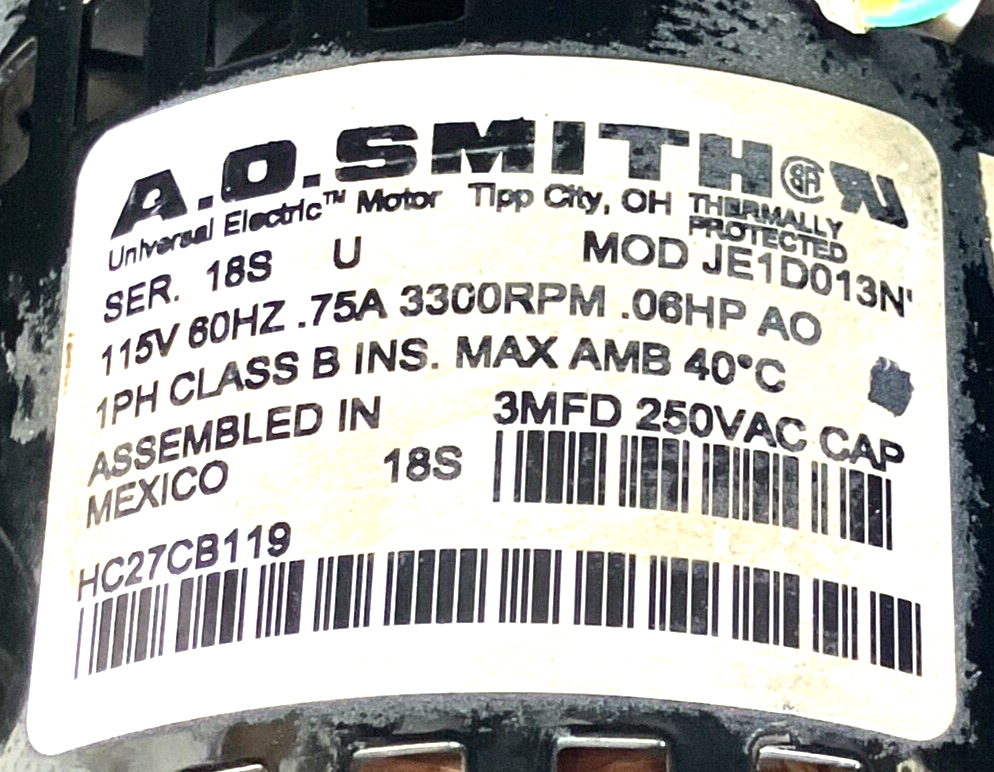 A.O.SMITH
Universal Electric™ Motor Tipp City, OH THERMALLY PROTECTED
SER. 18S U MOD JE1D013N
115V 60HZ .75A 3300RPM .06HP AO
1PH CLASS B INS. MAX AMB 40°C
ASSEMBLED IN 3MFD 250VAC CAP
MEXICO 18S
HC27CB119